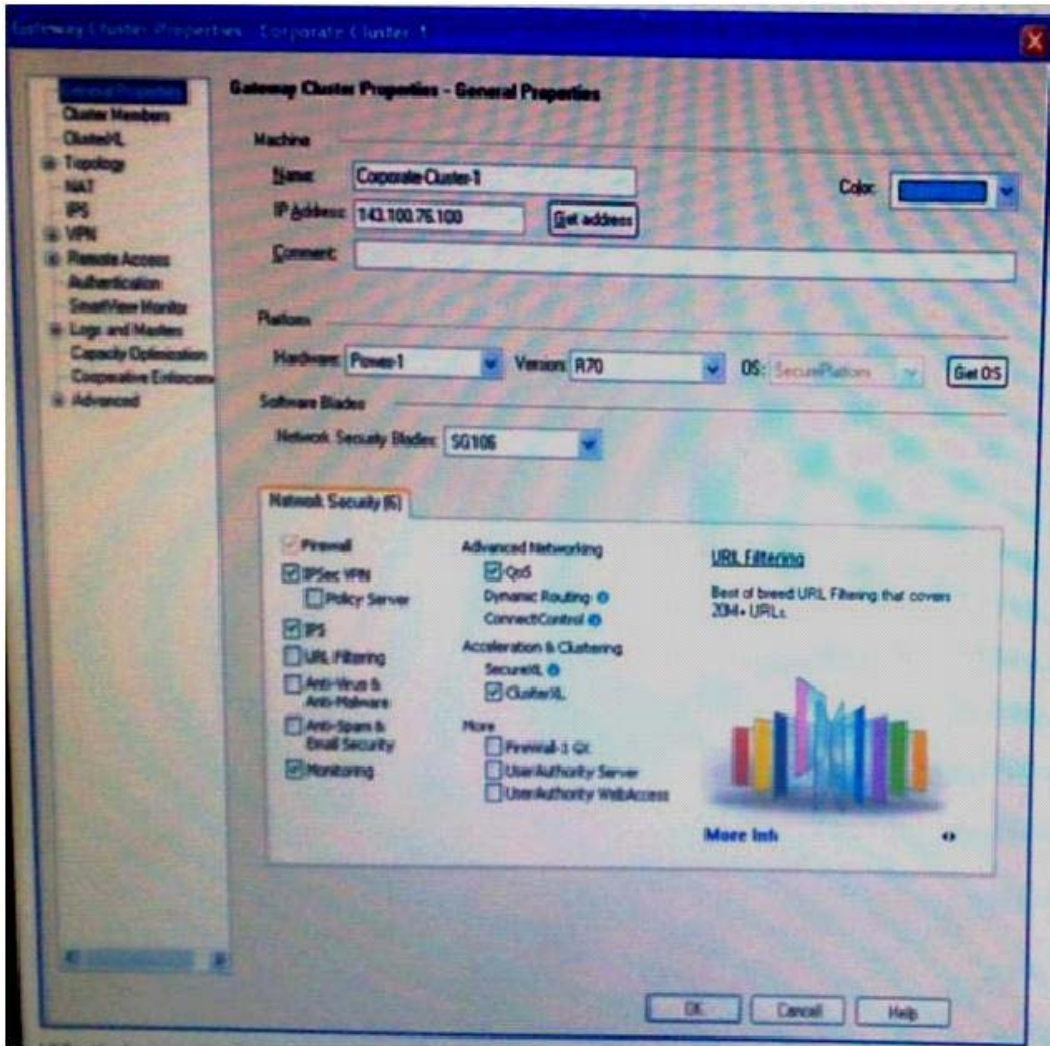 Gateway Cluster Properties - Corporate-Cluster-1
General Properties
Cluster Members
ClusterXL
Topology
NAT
IPS
VPN
Remote Access
Authentication
SmartView Monitor
Logs and Masters
Capacity Optimization
Cooperative Enforcem
Advanced
Gateway Cluster Properties - General Properties
Machine
Name: Corporate-Cluster-1
Color:
IP Address: 143.100.76.100 Get address
Comment:
Platform
Hardware: Power-1 Version: R70 OS: SecurePlatform Get OS
Software Blades
Network Security Blades: SG106
Network Security (6)
Firewall
IPSec VPN
Policy Server
IPS
URL Filtering
Anti-Virus &
Anti-Malware
Anti-Spam &
Email Security
Monitoring
Advanced Networking
QoS
Dynamic Routing
ConnectControl
Acceleration & Clustering
SecureXL
ClusterXL
More
Firewall-1 GX
UserAuthority Server
UserAuthority WebAccess
URL Filtering
Best of breed URL Filtering that covers
20M+ URLs.
More Info
OK Cancel Help